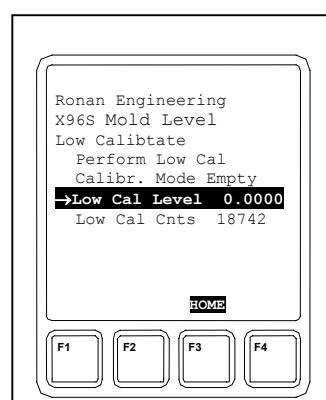 Ronan Engineering
X96S Mold Level
Low Calibtate
Perform Low Cal
Calibr. Mode Empty
→Low Cal Level 0.0000
Low Cal Cnts 18742
HOME
F1 F2 F3 F4